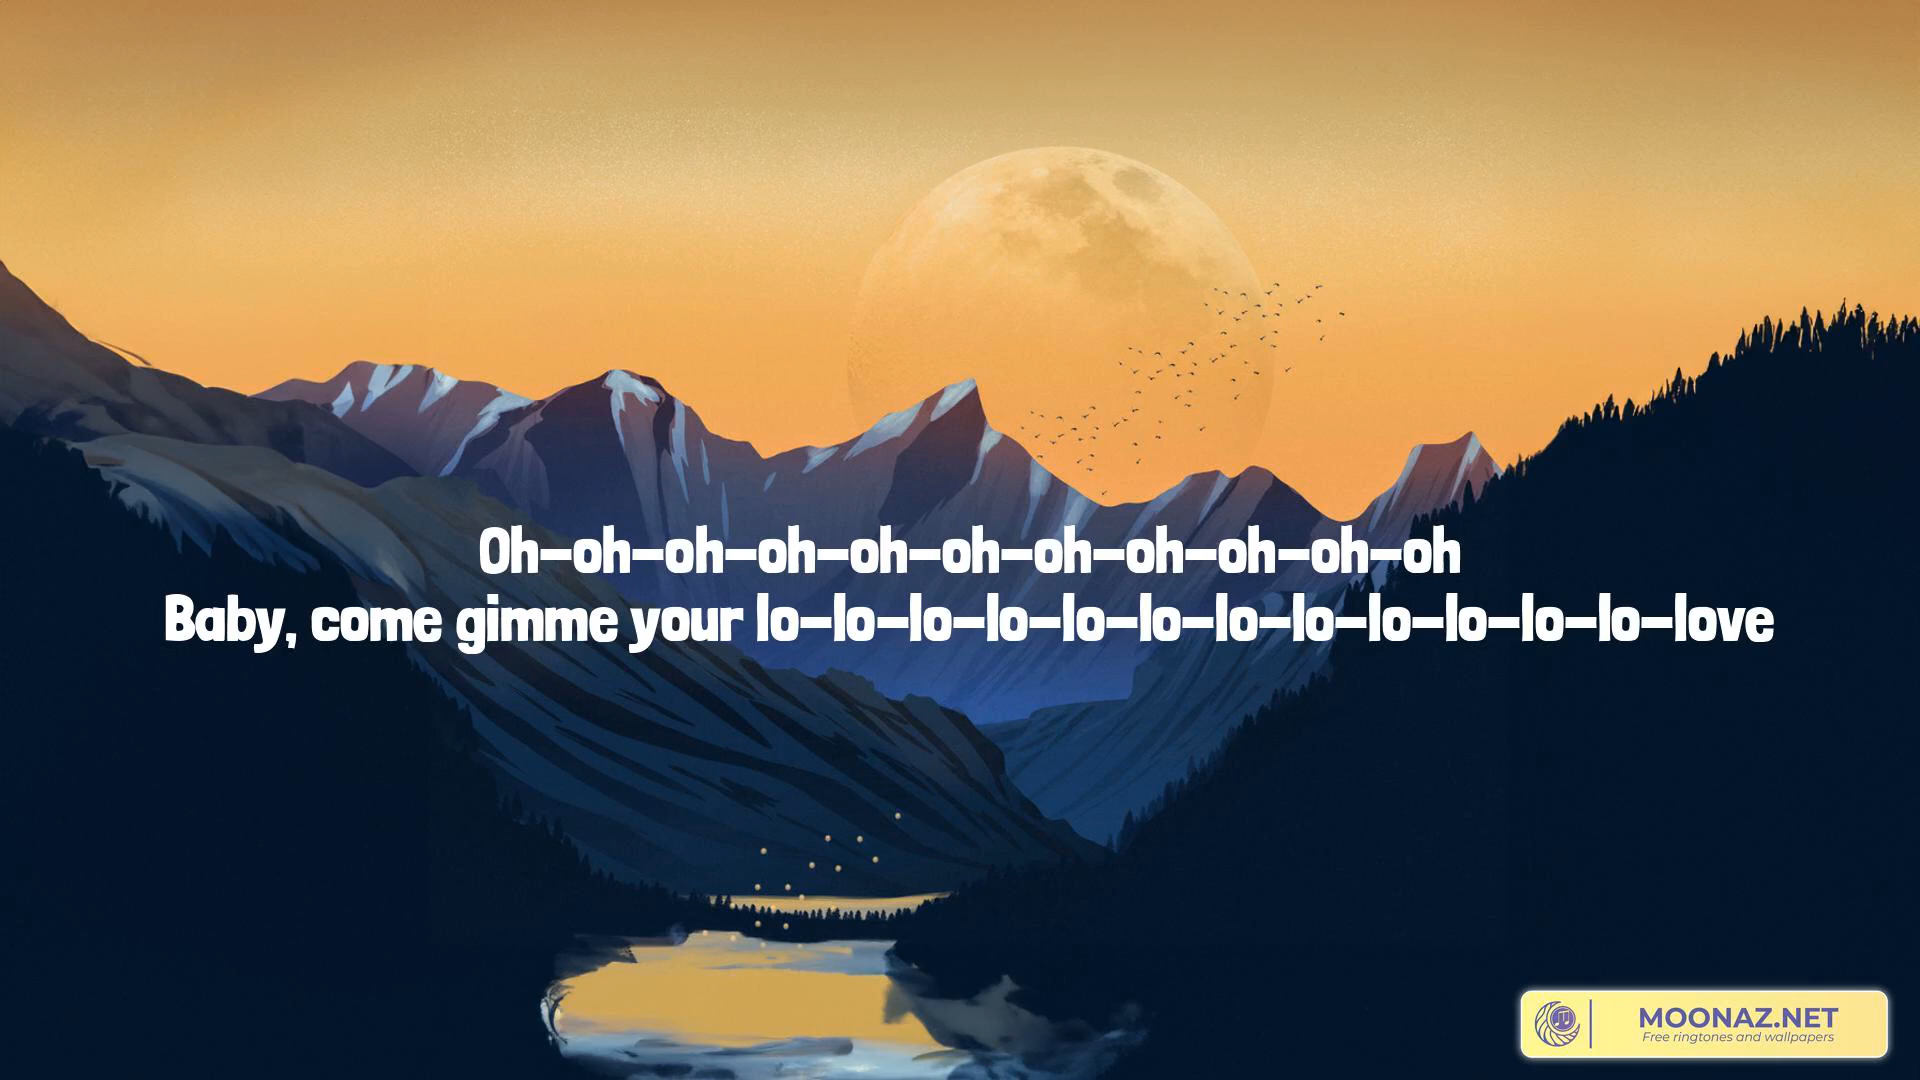 Oh-oh-oh-oh-oh-oh-oh-oh-oh-oh-oh
Baby, come gimme your lo-lo-lo-lo-lo-lo-lo-lo-lo-lo-lo-lo-love
MOONAZ.NET
Free ringtones and wallpapers